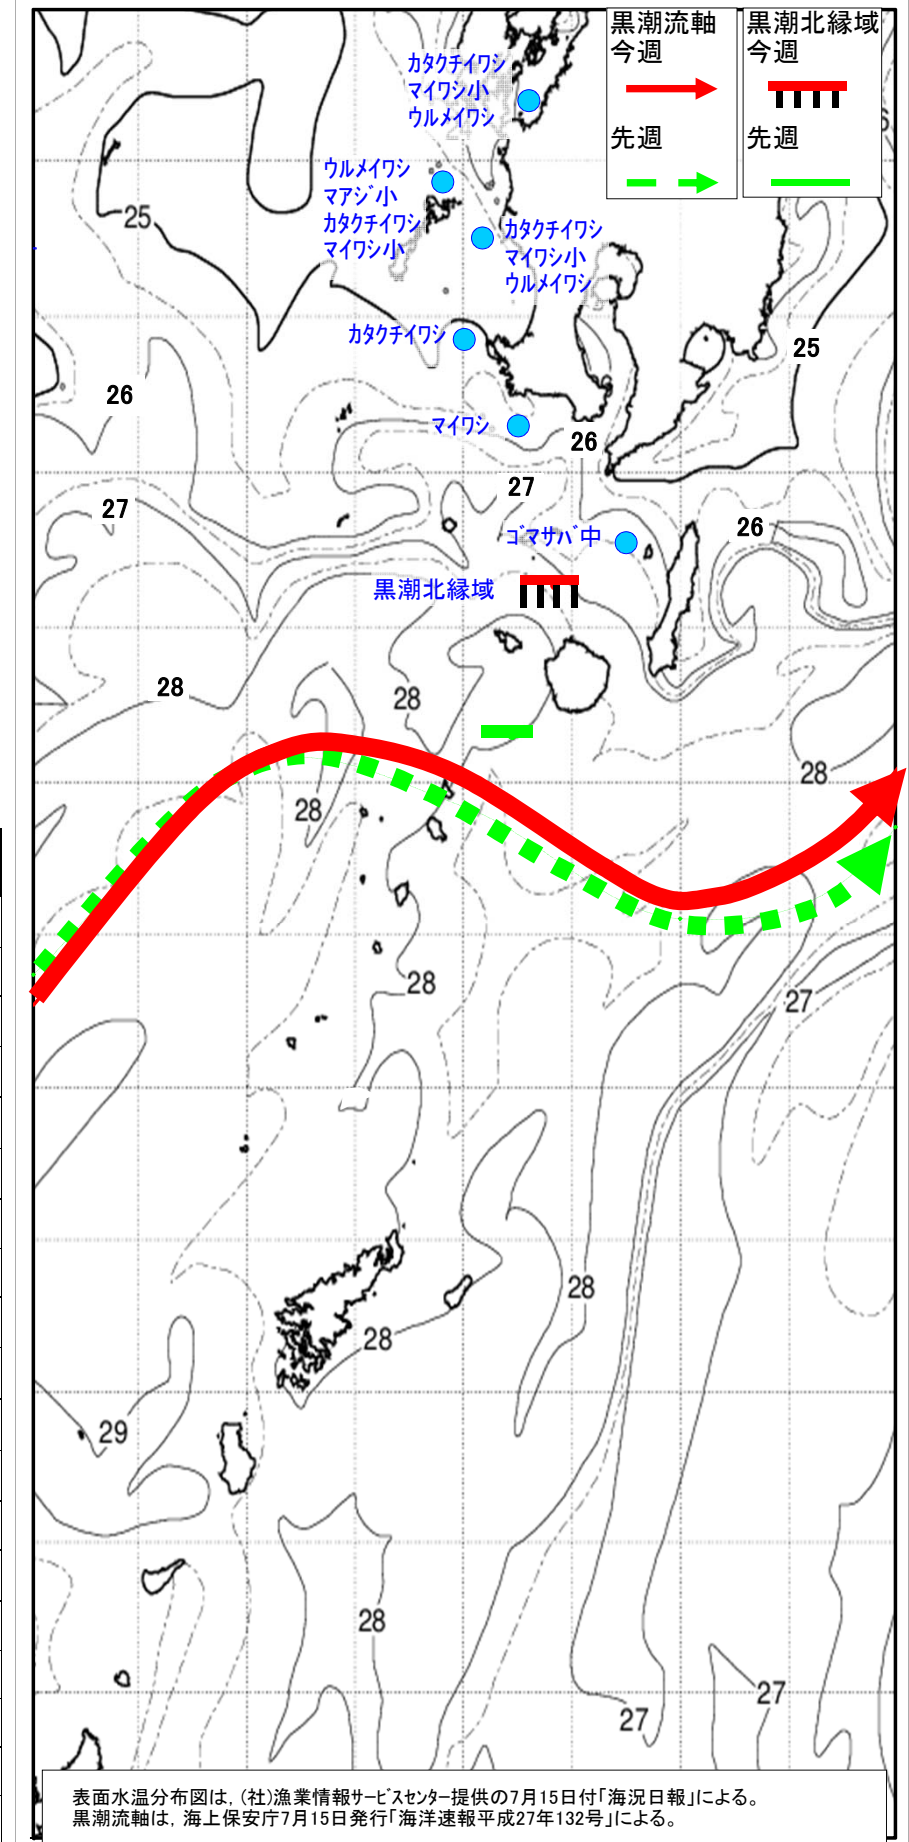 黒潮流軸
今週
先週
黒潮北縁域
今週
先週
カタクチイワシ
マイワシ小
ウルメイワシ
ウルメイワシ
マアジ小
カタクチイワシ
マイワシ小
カタクチイワシ
マイワシ小
ウルメイワシ
25
カタクチイワシ
25
26
マイワシ
26
27
27
26
ゴマサバ中
黒潮北縁域
28
28
28
28
28
27
28
28
29
28
27
27
表面水温分布図は, (社)漁業情報サービスセンター提供の7月15日付「海況日報」による。
黒潮流軸は, 海上保安庁7月15日発行「海洋速報平成27年132号」による。